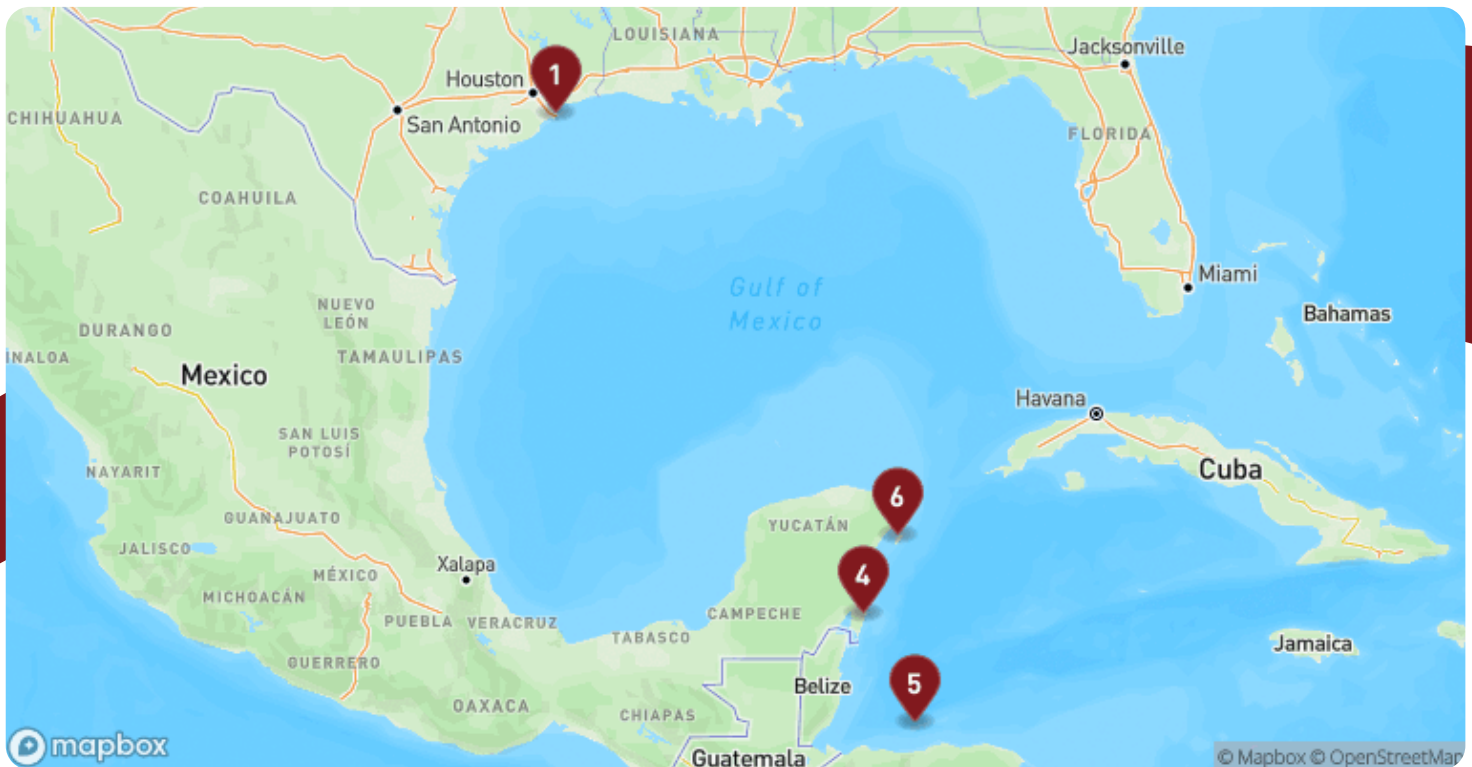 LOUISIANA
Jacksonville
Houston
1
CHIHUAHUA
San Antonio
FLORIDA
COAHUILA
Miami
Gulf of
Mexico
NUEVO
LEÓN
Bahamas
DURANGO
INALOA
TAMAULIPAS
Mexico
Havana
SAN LUIS
POTOSÍ
Cuba
NAYARIT
6
GUANAJUATO
YUCATÁN
JALISCO
Xalapa
4
MÉXICO
MICHOACÁN
PUEBLA
VERACRUZ
CAMPECHE
TABASCO
Jamaica
GUERRERO
Belize
5
OAXACA
CHIAPAS
mapbox
Guatemala
© Mapbox © OpenStreetMap